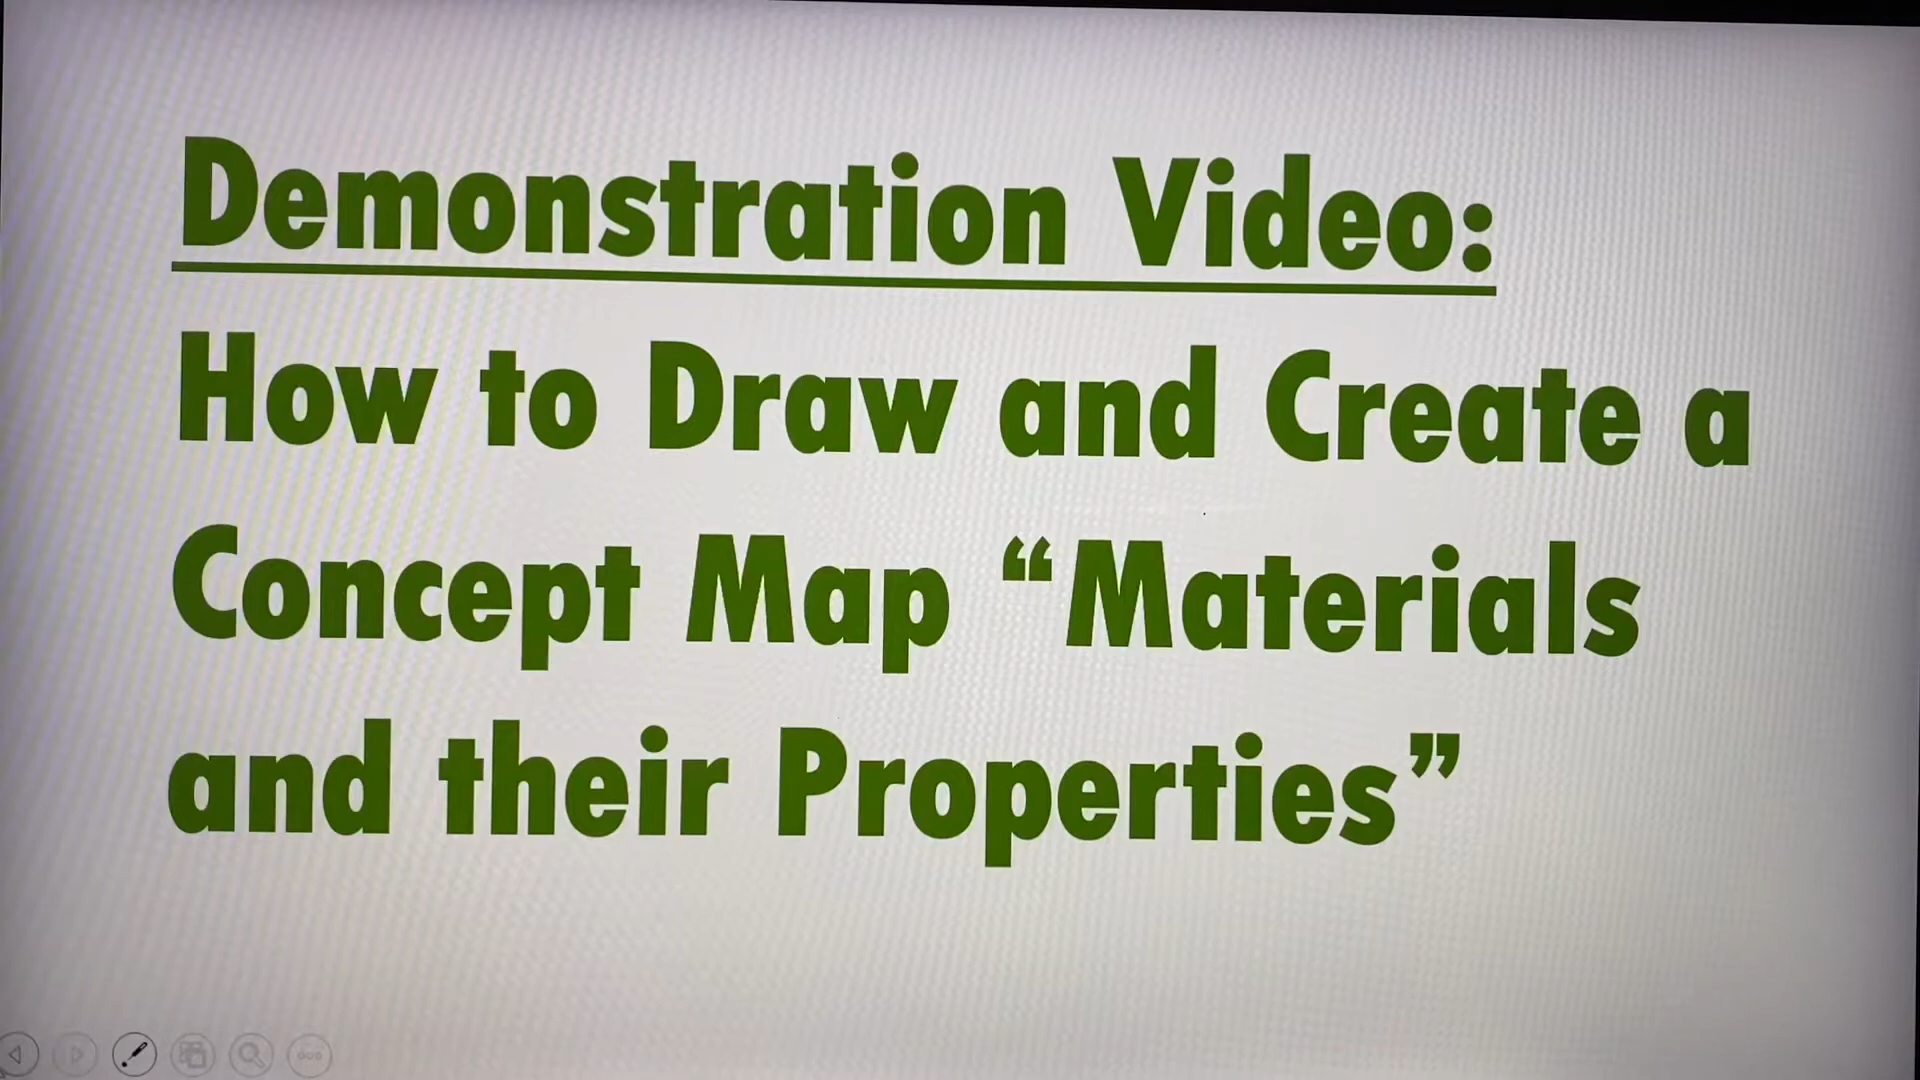 Demonstration Video:
How to Draw and Create a
Concept Map “Materials
and their Properties”